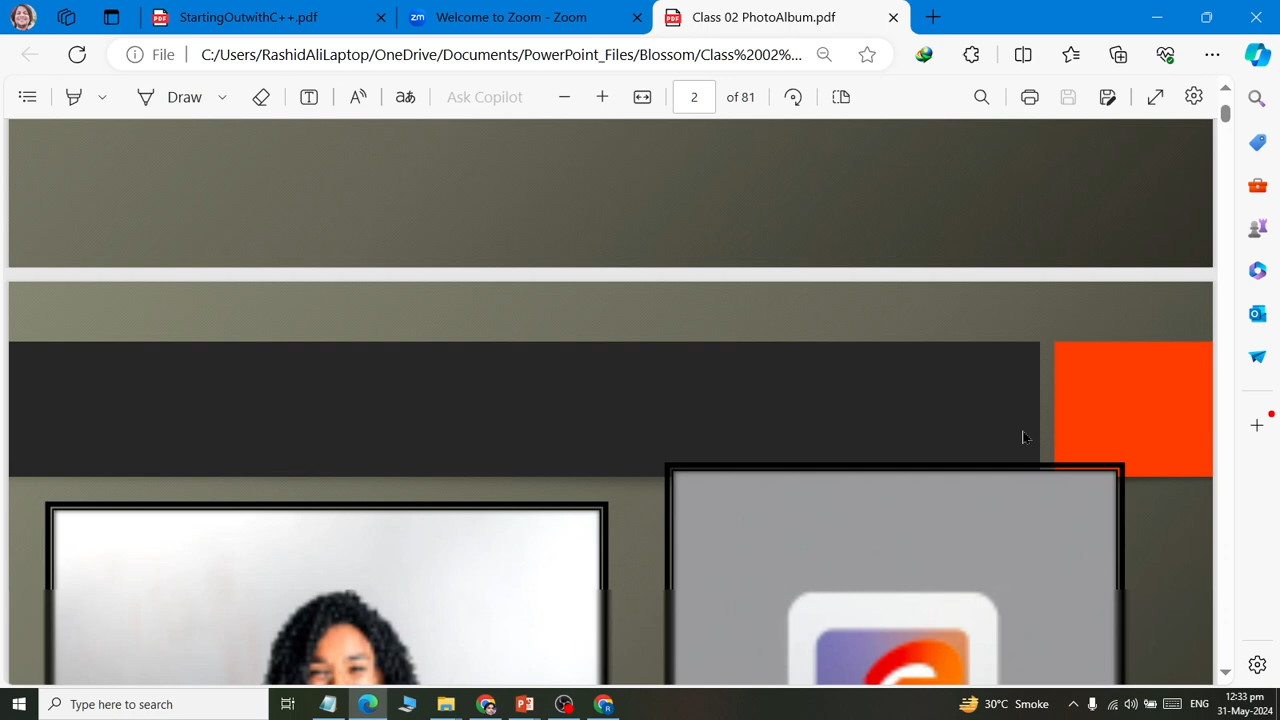 StartingOutwithC++.pdf
Welcome to Zoom - Zoom
Class 02 PhotoAlbum.pdf
File
C:/Users/RashidAliLaptop/OneDrive/Documents/PowerPoint_Files/Blossom/Class%2002%...
Draw
Ask Copilot
2 of 81
Type here to search
30°C Smoke
ENG
12:33 pm
31-May-2024